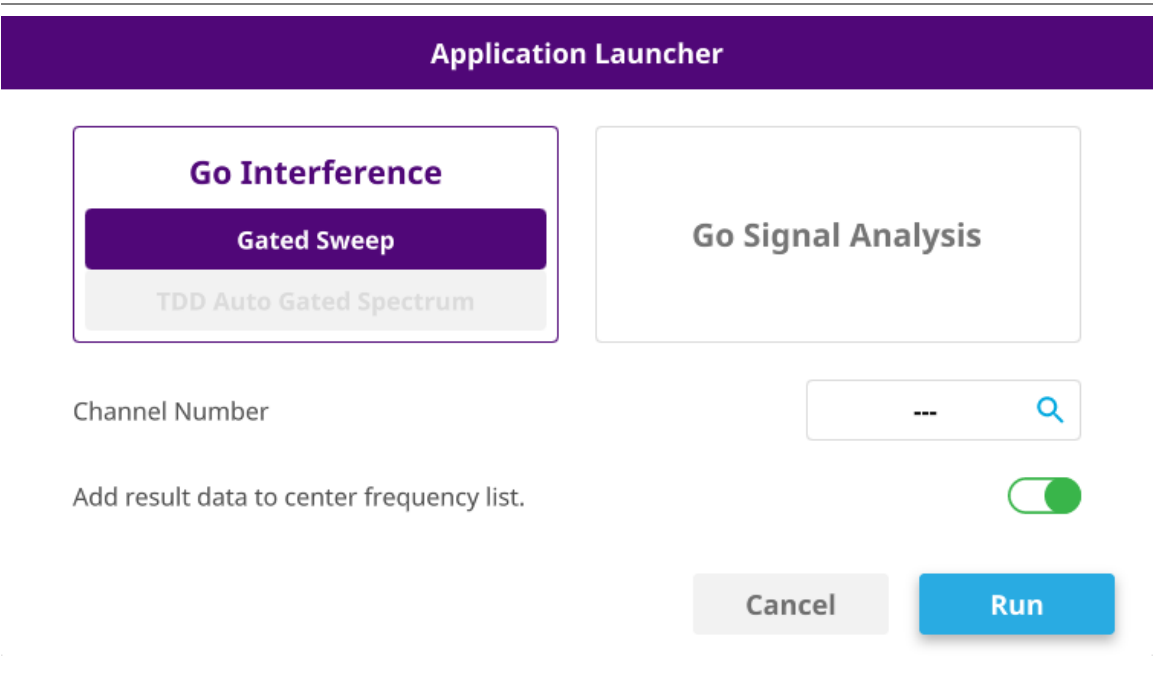 Application Launcher
Go Interference
Gated Sweep
TDD Auto Gated Spectrum
Go Signal Analysis
Channel Number
---
Add result data to center frequency list.
Cancel
Run